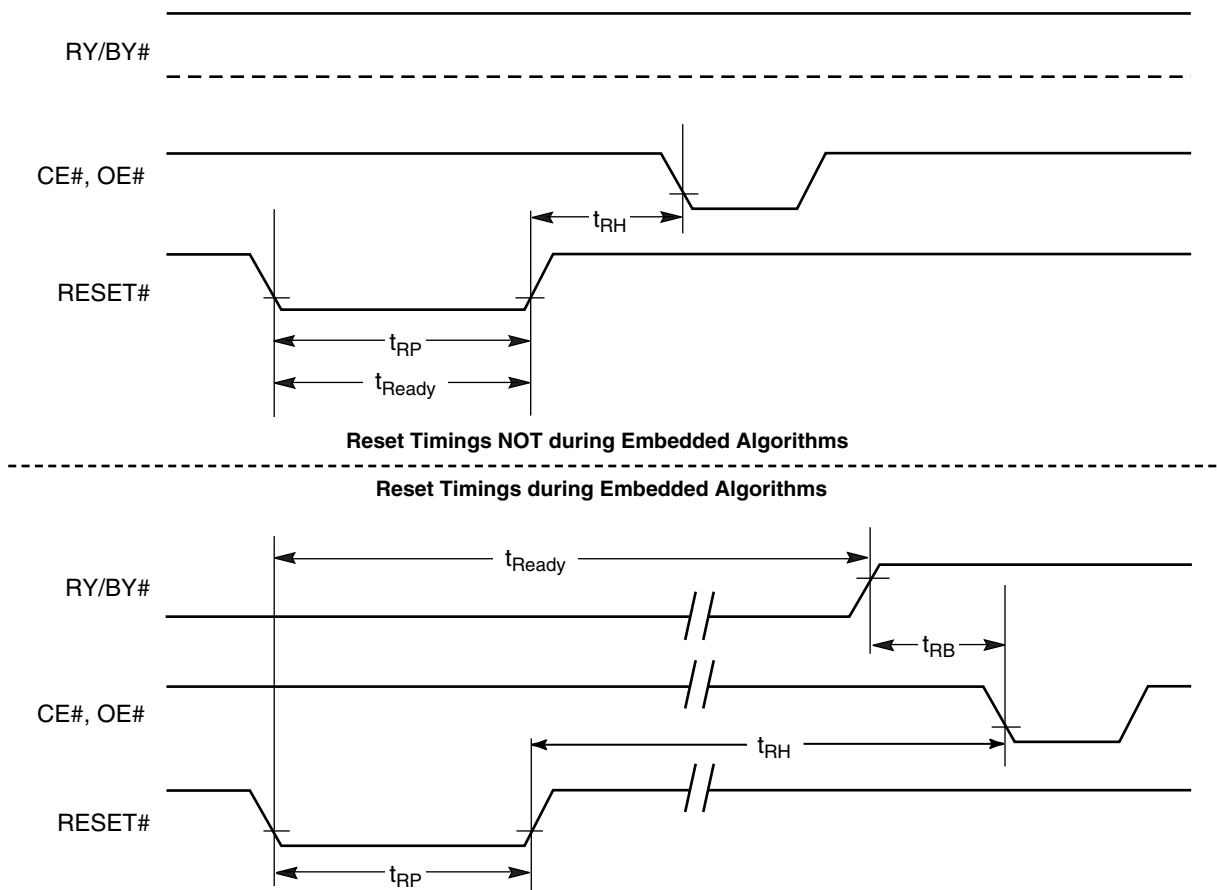 RY/BY#
CE#, OE#
tRH
RESET#
tRP
tReady
Reset Timings NOT during Embedded Algorithms
Reset Timings during Embedded Algorithms
tReady
RY/BY#
tRB
CE#, OE#
tRH
RESET#
tRP